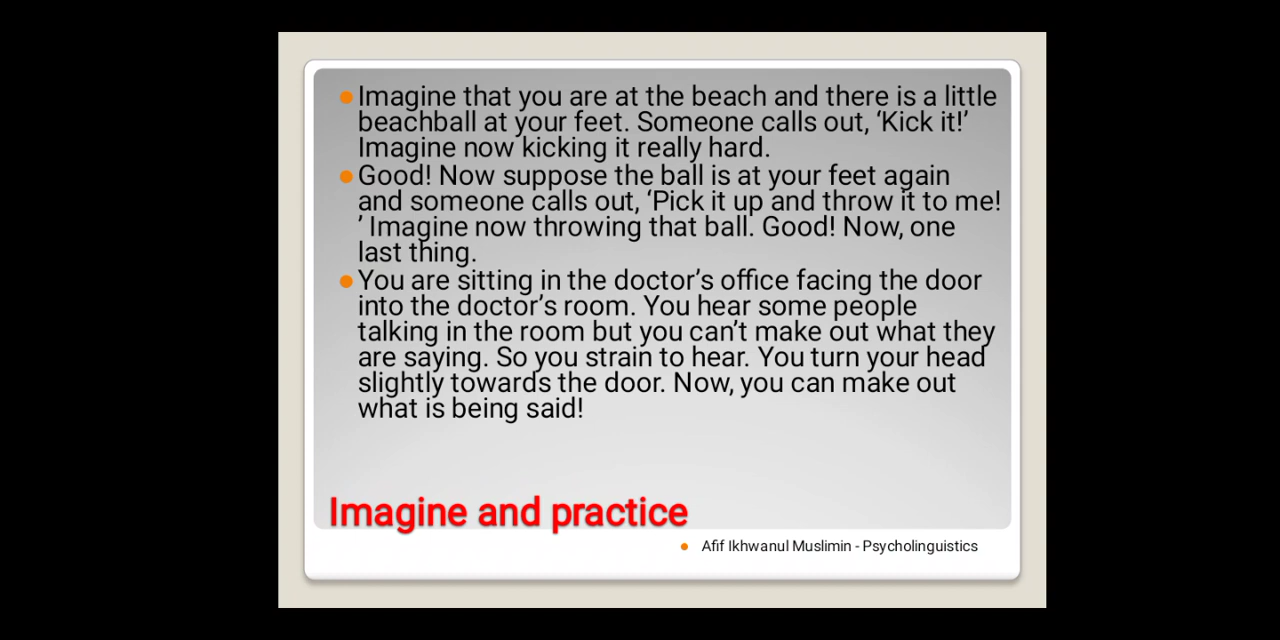 Imagine that you are at the beach and there is a little
beachball at your feet. Someone calls out, ‘Kick it!’
Imagine now kicking it really hard.
Good! Now suppose the ball is at your feet again
and someone calls out, ‘Pick it up and throw it to me!
’ Imagine now throwing that ball. Good! Now, one
last thing.
You are sitting in the doctor’s office facing the door
into the doctor’s room. You hear some people
talking in the room but you can’t make out what they
are saying. So you strain to hear. You turn your head
slightly towards the door. Now, you can make out
what is being said!
Imagine and practice
Afif Ikhwanul Muslimin - Psycholinguistics